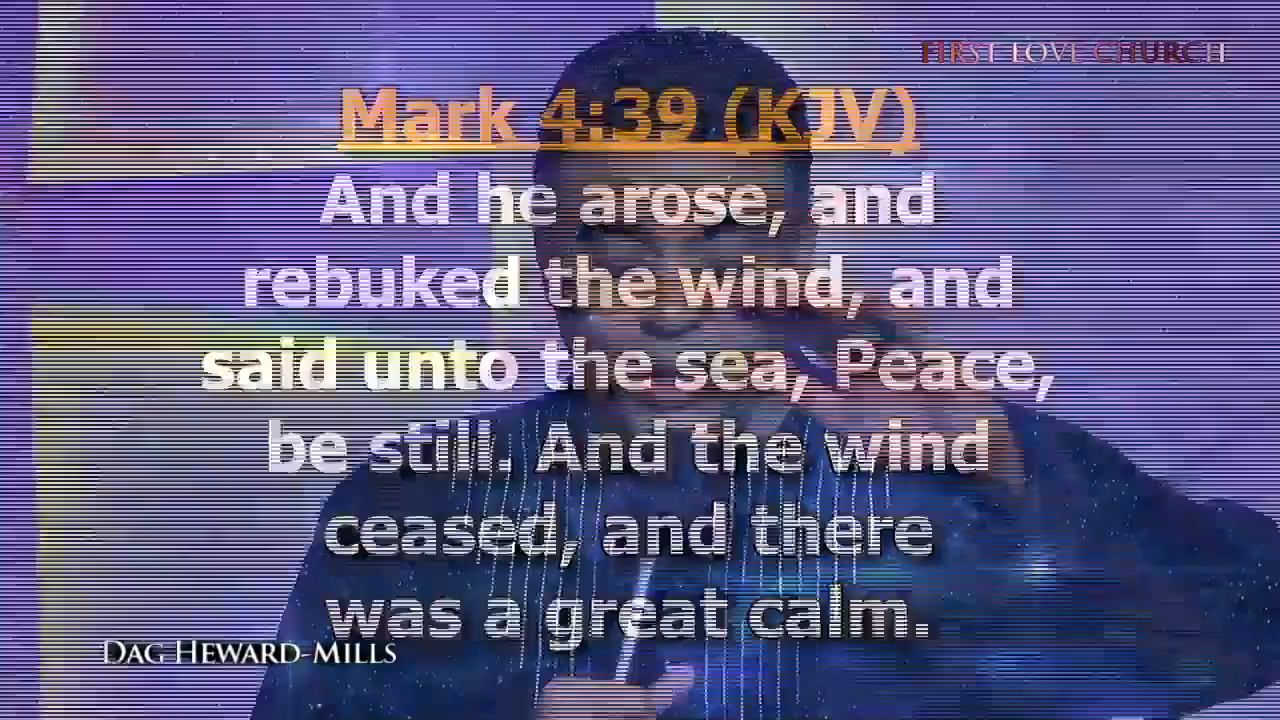 FIRST LOVE CHURCH
Mark 4:39 (KJV)
And he arose, and
rebuked the wind, and
said unto the sea, Peace,
be still. And the wind
ceased, and there
was a great calm.
DAG HEWARD-MILLS